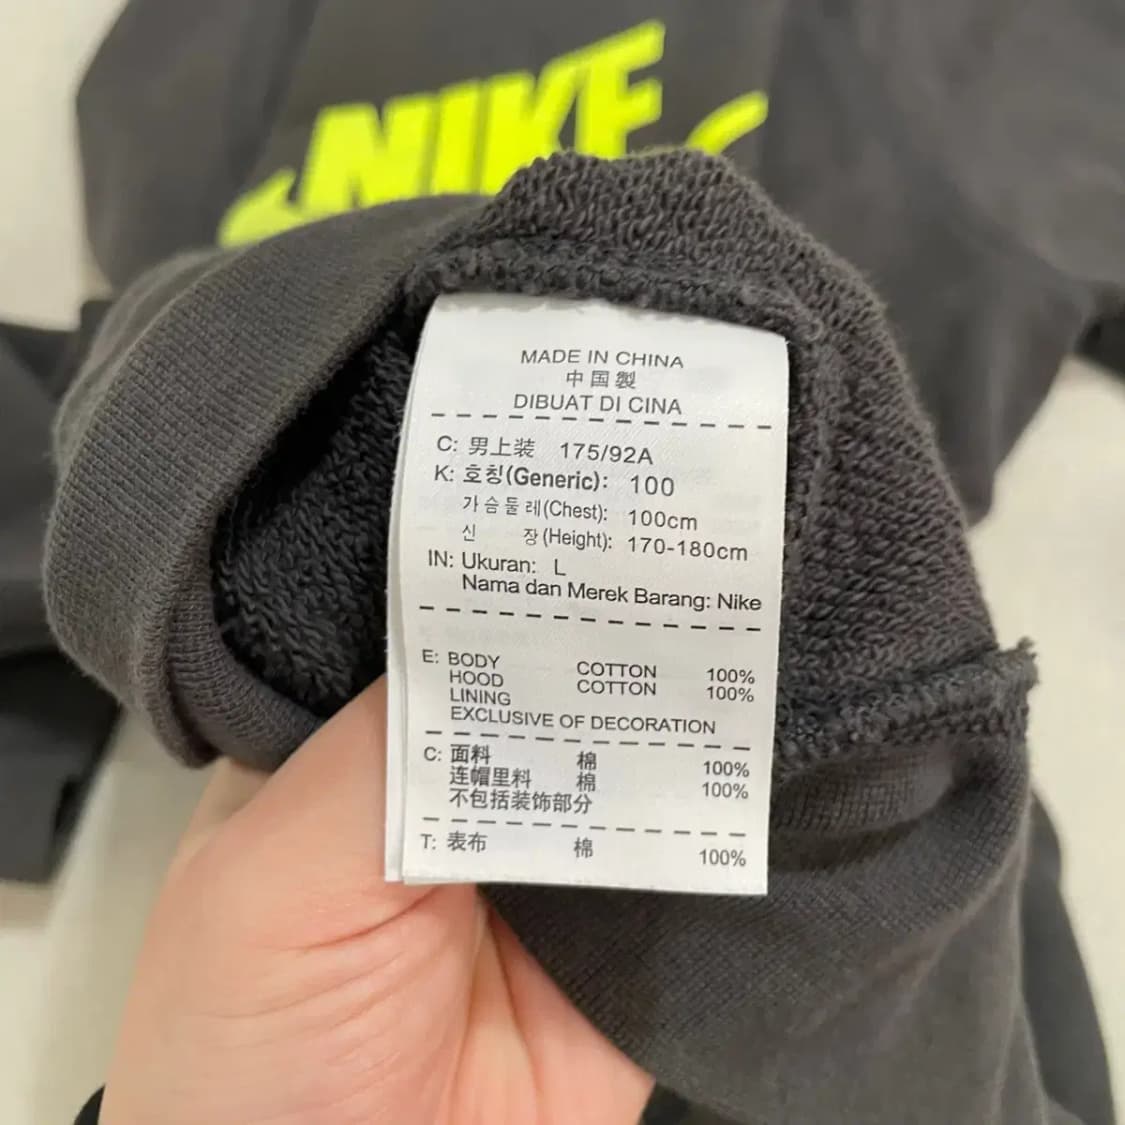 NIKE
MADE IN CHINA
中国製
DIBUAT DI CINA
C: 男上装 175/92A
K: 호칭(Generic): 100
가슴둘레(Chest): 100cm
신 장(Height): 170-180cm
IN: Ukuran: L
Nama dan Merek Barang: Nike
E: BODY COTTON 100%
HOOD COTTON 100%
LINING
EXCLUSIVE OF DECORATION
C: 面料 棉 100%
连帽里料 棉 100%
不包括装饰部分
T: 表布 棉 100%